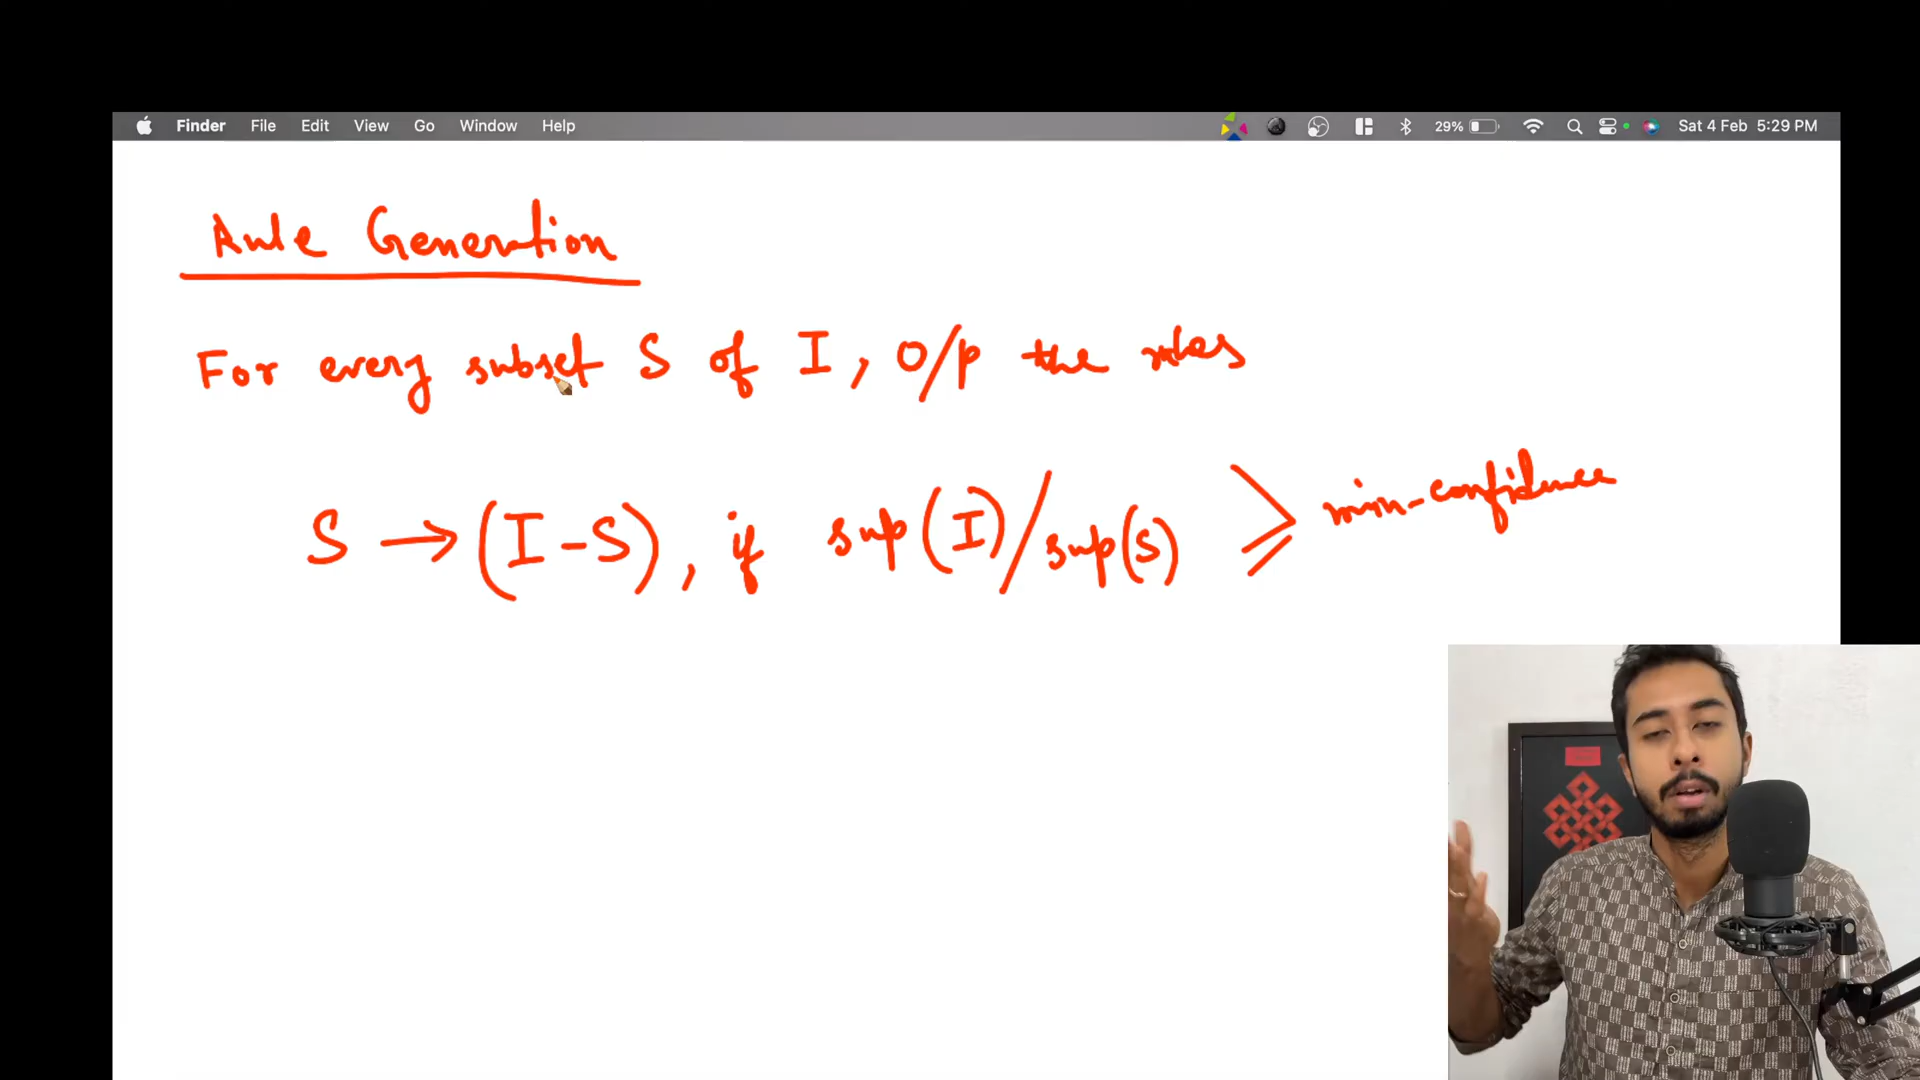 Finder File Edit View Go Window Help 29% Sat 4 Feb 5:29 PM
Rule Generation
For every subset S of I, O/p the rules
S → (I - S), if sup(I)/sup(S) ≥ min-confidence